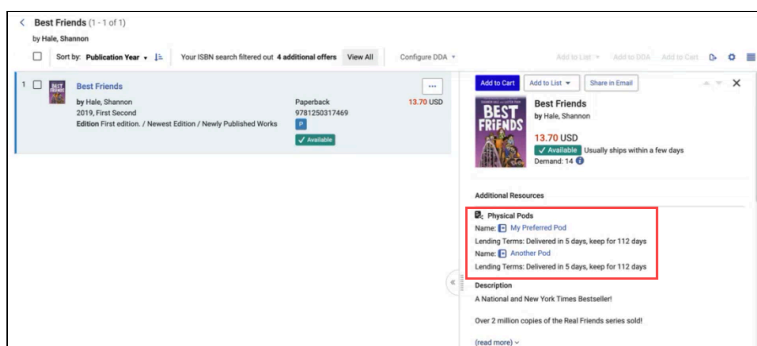 Best Friends (1 - 1 of 1)
by Hale, Shannon
Sort by: Publication Year
Your ISBN search filtered out 4 additional offers
View All
Configure DDA
Add to List
Add to DDA
Add to Cart
1
BEST FRIENDS
Best Friends
...
by Hale, Shannon
Paperback
13.70 USD
2019, First Second
9781250317469
Edition First edition. / Newest Edition / Newly Published Works
P
Available
Add to Cart
Add to List
Share in Email
BEST
FRIENDS
Best Friends
by Hale, Shannon
13.70 USD
Available Usually ships within a few days
Demand: 14
Additional Resources
Physical Pods
Name: My Preferred Pod
Lending Terms: Delivered in 5 days, keep for 112 days
Name: Another Pod
Lending Terms: Delivered in 5 days, keep for 112 days
Description
A National and New York Times Bestseller!
Over 2 million copies of the Real Friends series sold!
(read more)